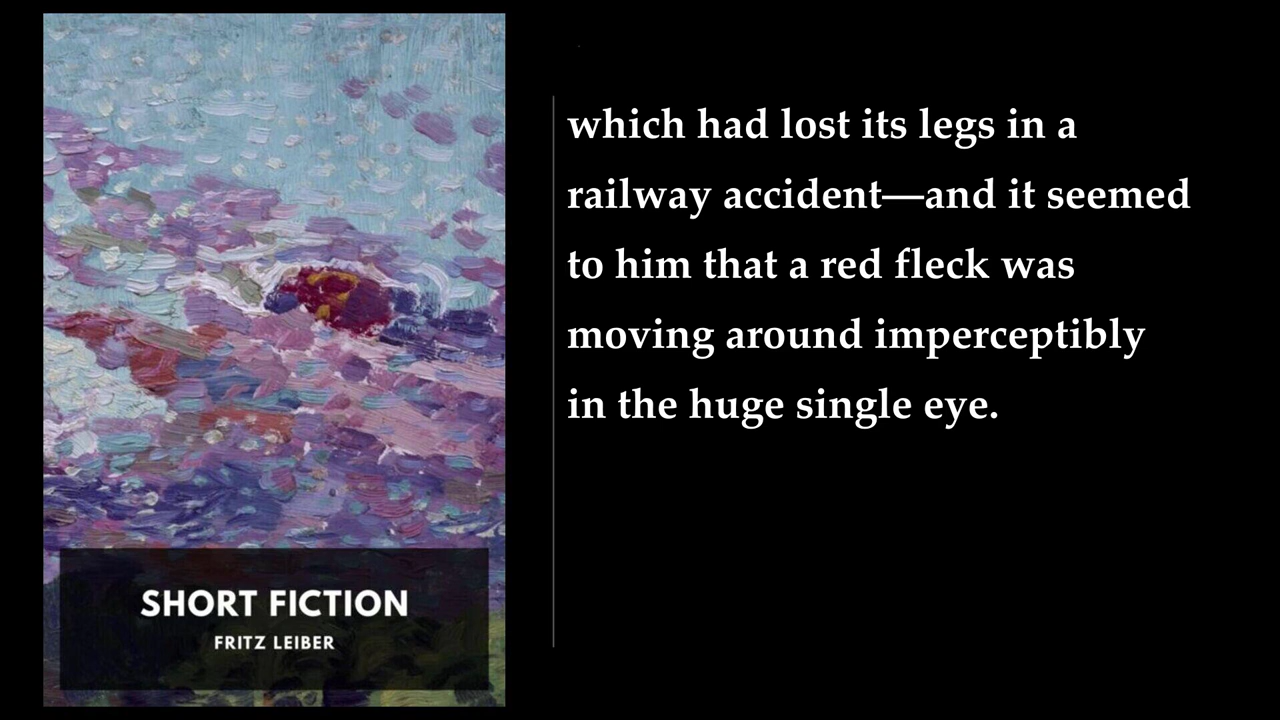 which had lost its legs in a
railway accident—and it seemed
to him that a red fleck was
moving around imperceptibly
in the huge single eye.
SHORT FICTION
FRITZ LEIBER